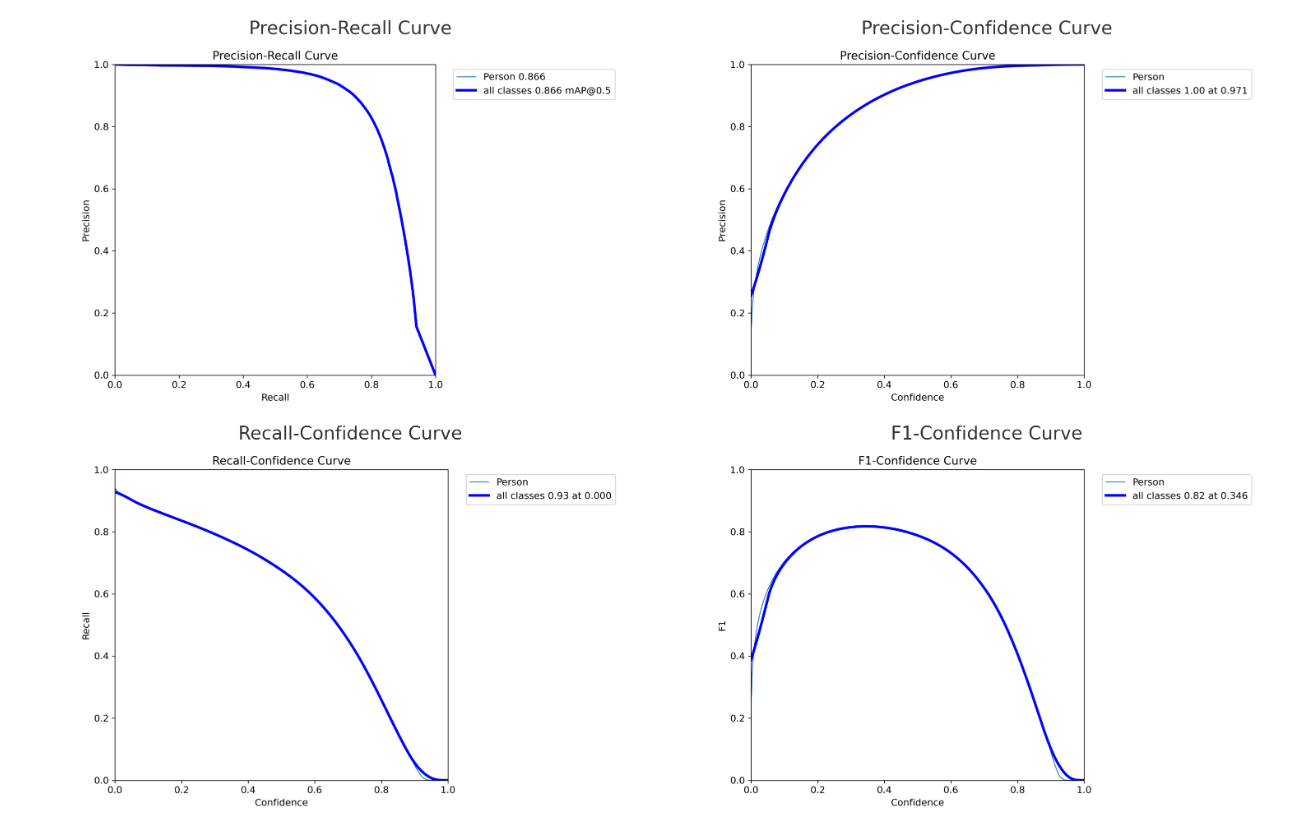 Precision-Recall Curve
Precision-Recall Curve
Person 0.866
all classes 0.866 mAP@0.5
1.0
0.8
0.6
0.4
0.2
0.0
Precision
0.0 0.2 0.4 0.6 0.8 1.0
Recall
Precision-Confidence Curve
Precision-Confidence Curve
Person
all classes 1.00 at 0.971
1.0
0.8
0.6
0.4
0.2
0.0
Precision
0.0 0.2 0.4 0.6 0.8 1.0
Confidence
Recall-Confidence Curve
Recall-Confidence Curve
Person
all classes 0.93 at 0.000
1.0
0.8
0.6
0.4
0.2
0.0
Recall
0.0 0.2 0.4 0.6 0.8 1.0
Confidence
F1-Confidence Curve
F1-Confidence Curve
Person
all classes 0.82 at 0.346
1.0
0.8
0.6
0.4
0.2
0.0
F1
0.0 0.2 0.4 0.6 0.8 1.0
Confidence